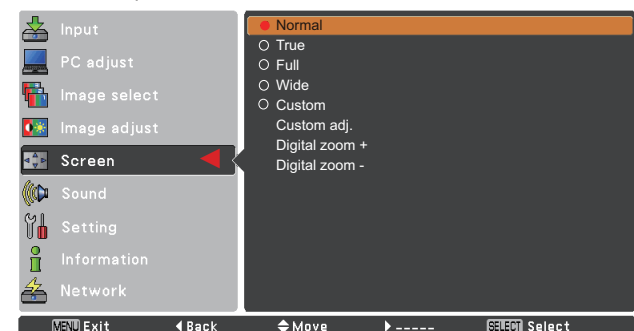 Input
PC adjust
Image select
Image adjust
Screen
Sound
Setting
Information
Network
Normal
True
Full
Wide
Custom
Custom adj.
Digital zoom +
Digital zoom -
MENU Exit Back Move ----- SELECT Select